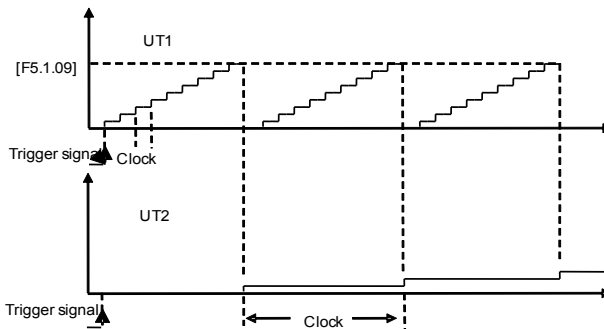 UT1
[F5.1.09]
Trigger signal
Clock
UT2
Trigger signal
Clock